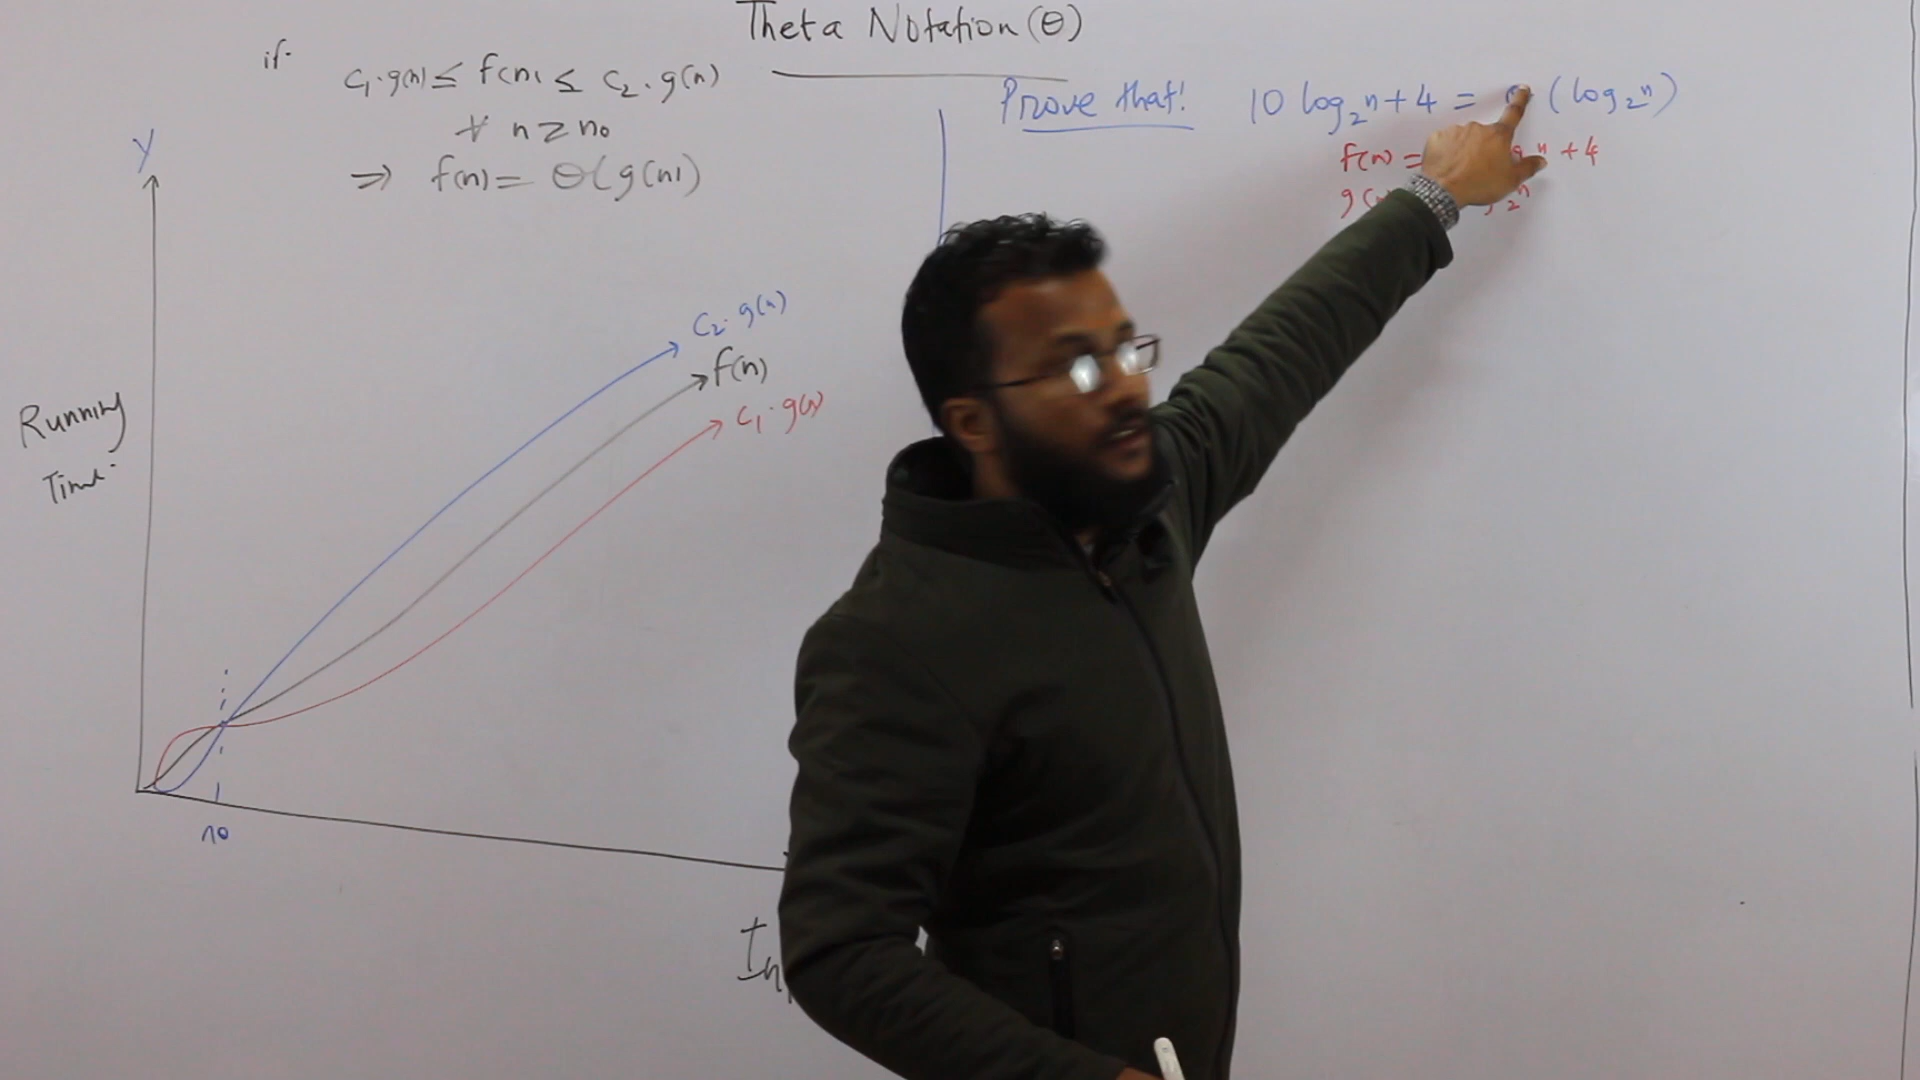 Theta Notation (θ)
if
C₁·g(n) ≤ f(n) ≤ C₂·g(n)
∀ n ≥ n₀
⇒ f(n) = θ(g(n))
Prove that! 10 log₂n + 4 = (log₂n)
f(n) = n + 4
g(
Y
Running
Time
C₂·g(n)
f(n)
C₁·g(n)
n₀